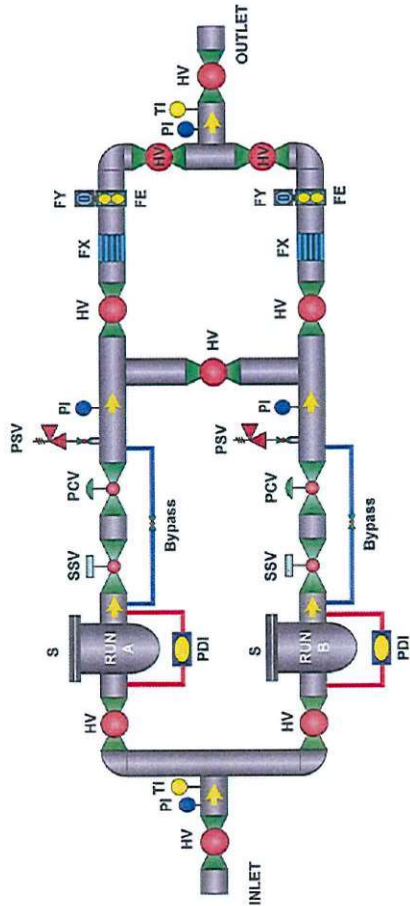 INLET
HV
PI
TI
HV
S
RUN
A
PDI
SSV
PCV
Bypass
PSV
PI
HV
FX
FY
FE
HV
HV
HV
S
RUN
B
PDI
SSV
PCV
Bypass
PSV
PI
HV
FX
FY
FE
HV
PI
TI
HV
OUTLET